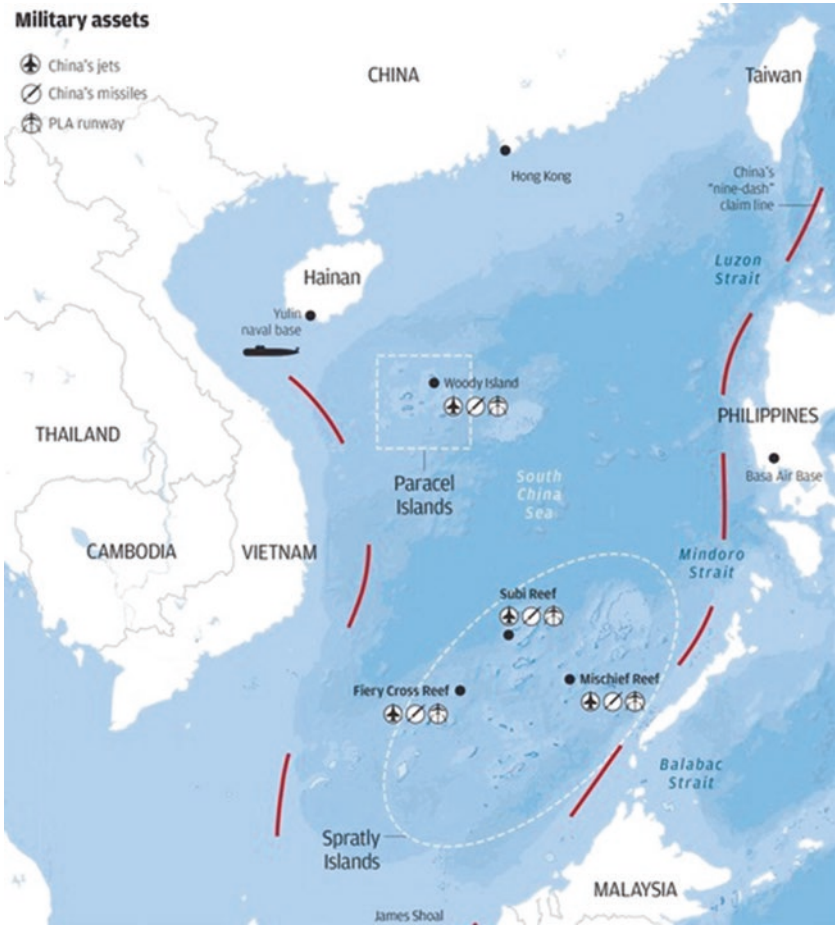 Military assets
China's jets
China's missiles
PLA runway
CHINA
Taiwan
Hong Kong
China's
"nine-dash"
claim line
Luzon
Strait
Hainan
Yulin
naval base
Woody Island
THAILAND
PHILIPPINES
Paracel
Islands
South
China
Sea
Basa Air Base
CAMBODIA
VIETNAM
Mindoro
Strait
Subi Reef
Fiery Cross Reef
Mischief Reef
Balabac
Strait
Spratly
Islands
MALAYSIA
James Shoal